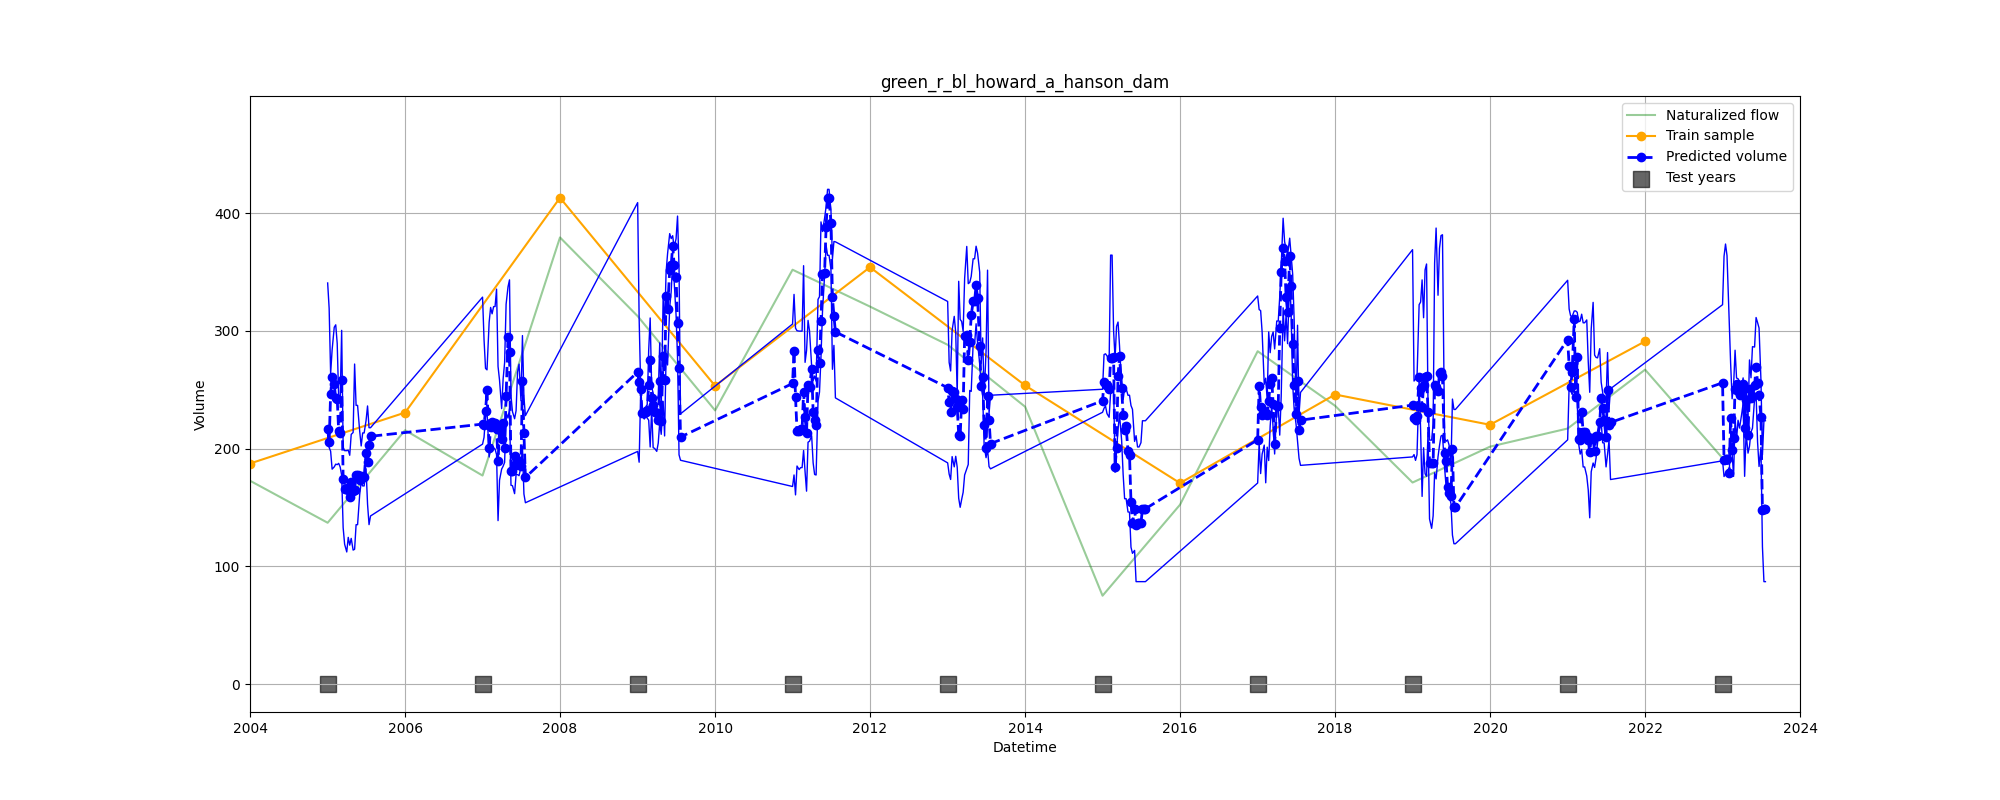 green_r_bl_howard_a_hanson_dam
Naturalized flow
Train sample
Predicted volume
Test years
Volume
400
300
200
100
0
2004 2006 2008 2010 2012 2014 2016 2018 2020 2022 2024
Datetime